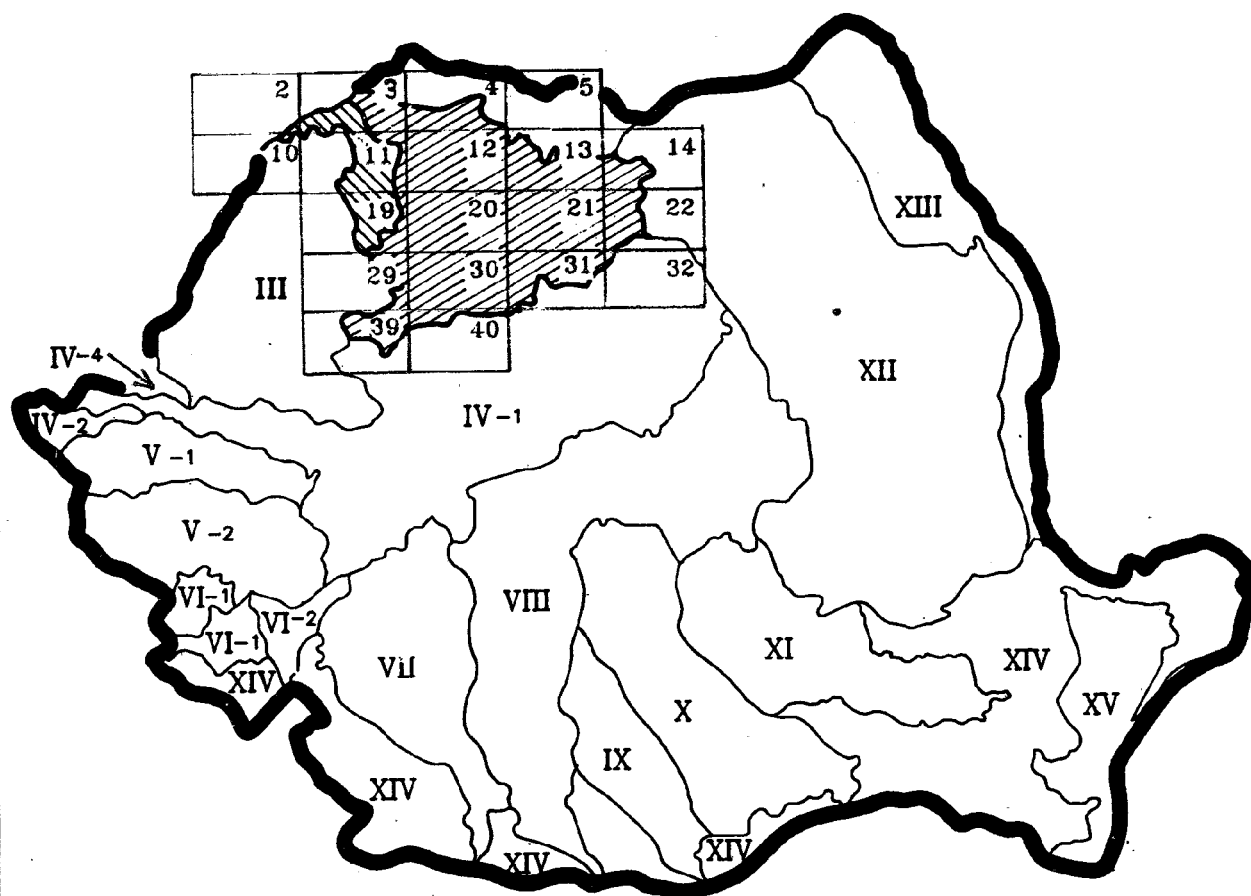 2 3 4 5
10 11 12 13 14
19 20 21 22
XIII
29 30 31 32
III
39 40
IV-4
XII
IV-2
IV-1
V-1
V-2
VI-1
VIII
VI-2
VI-1
XI
XIV
VII
XIV
XV
X
IX
XIV
XIV
XIV